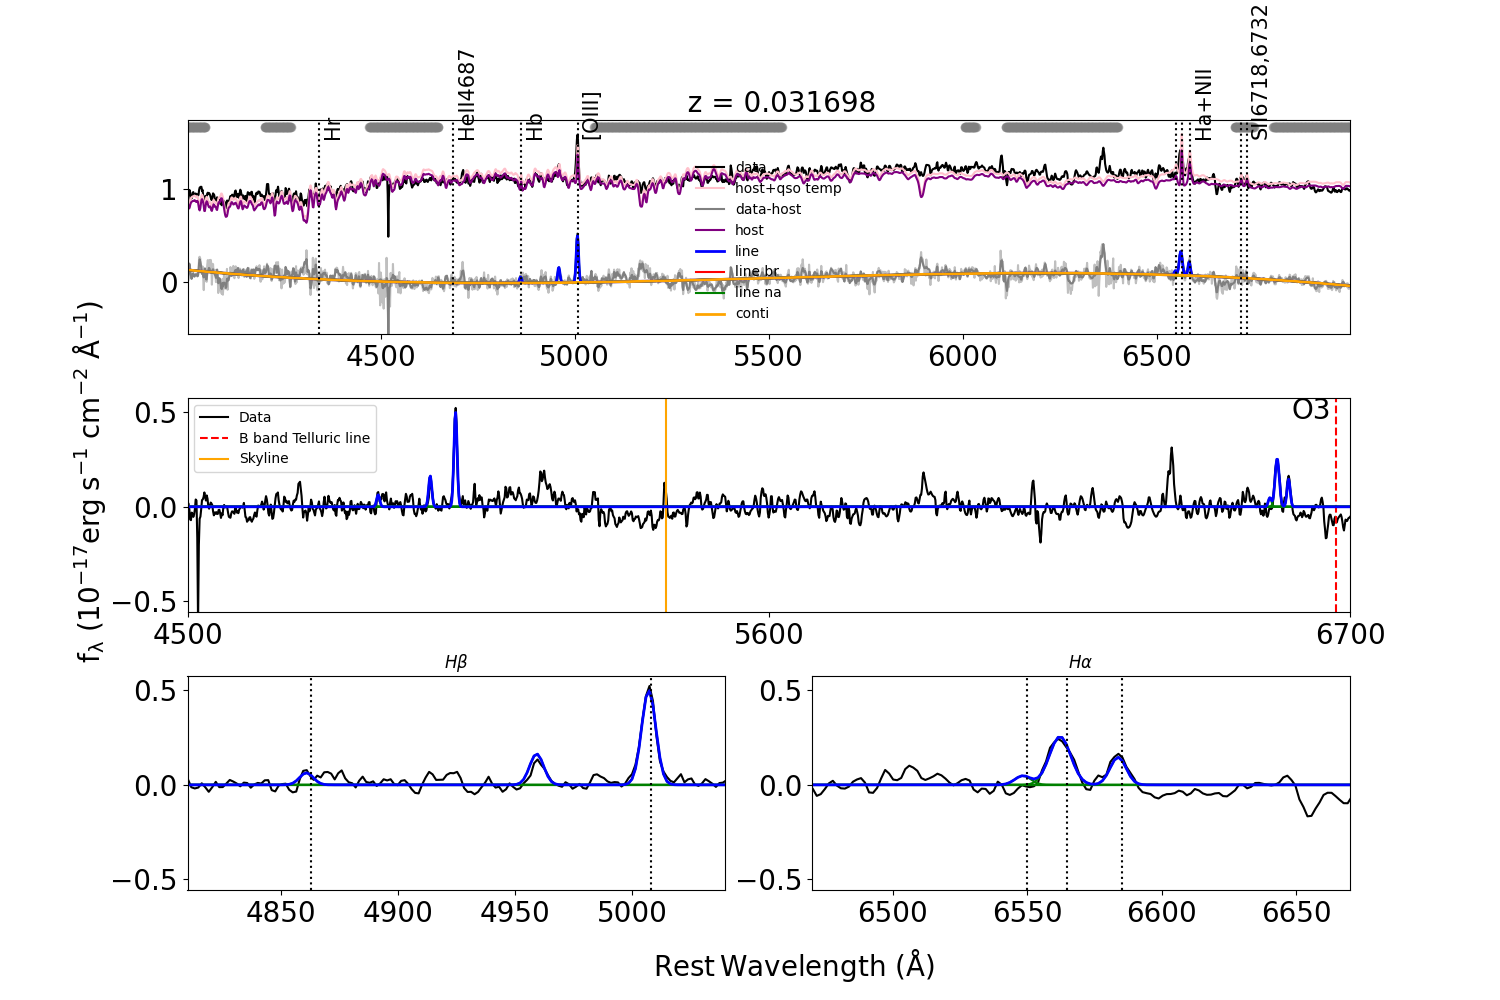 Hr
HeII4687
Hb
[OIII]
Ha+NII
SII6718,6732
z = 0.031698
data
host+qso temp
data-host
host
line
line br
line na
conti
1
0
4500
5000
5500
6000
6500
f_λ (10^{-17}erg s^{-1} cm^{-2} Å^{-1})
0.5
0.0
−0.5
Data
B band Telluric line
Skyline
O3
4500
5600
6700
Hβ
0.5
0.0
−0.5
4850
4900
4950
5000
Hα
0.5
0.0
−0.5
6500
6550
6600
6650
Rest Wavelength (Å)